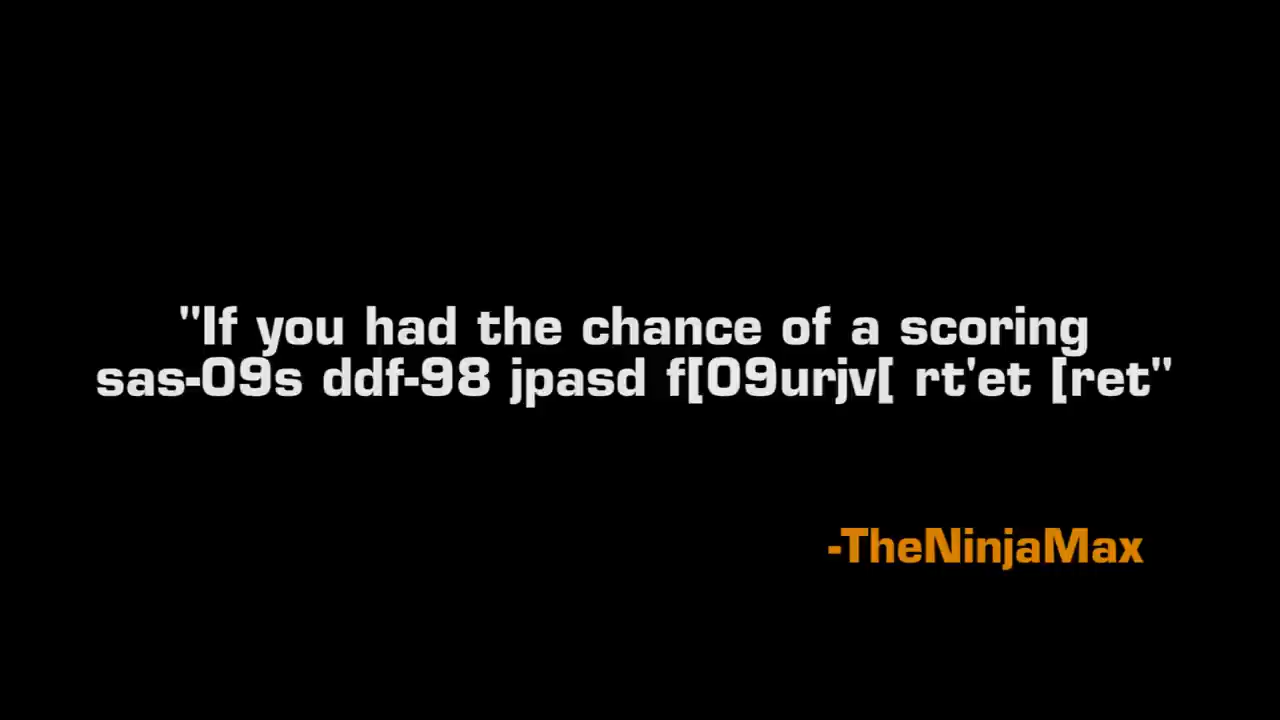 "If you had the chance of a scoring
sas-09s ddf-98 jpasd f[09urjv[ rt'et [ret"
-TheNinjaMax